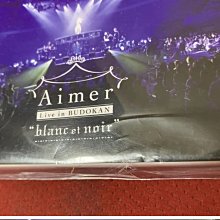 Aimer
Live in BUDOKAN
"blanc et noir"